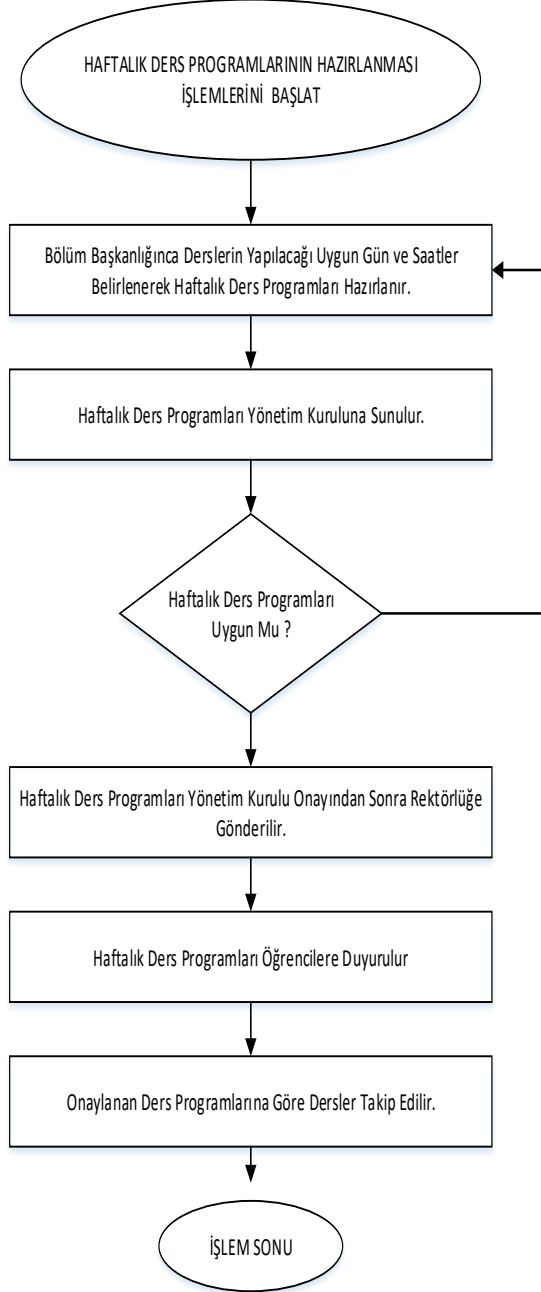 HAFTALIK DERS PROGRAMLARININ HAZIRLANMASI
İŞLEMLERİNİ BAŞLAT
Bölüm Başkanlığınca Derslerin Yapılacağı Uygun Gün ve Saatler
Belirlenerek Haftalık Ders Programları Hazırlanır.
Haftalık Ders Programları Yönetim Kuruluna Sunulur.
Haftalık Ders Programları
Uygun Mu ?
Haftalık Ders Programları Yönetim Kurulu Onayından Sonra Rektörlüğe
Gönderilir.
Haftalık Ders Programları Öğrencilere Duyurulur
Onaylanan Ders Programlarına Göre Dersler Takip Edilir.
İŞLEM SONU